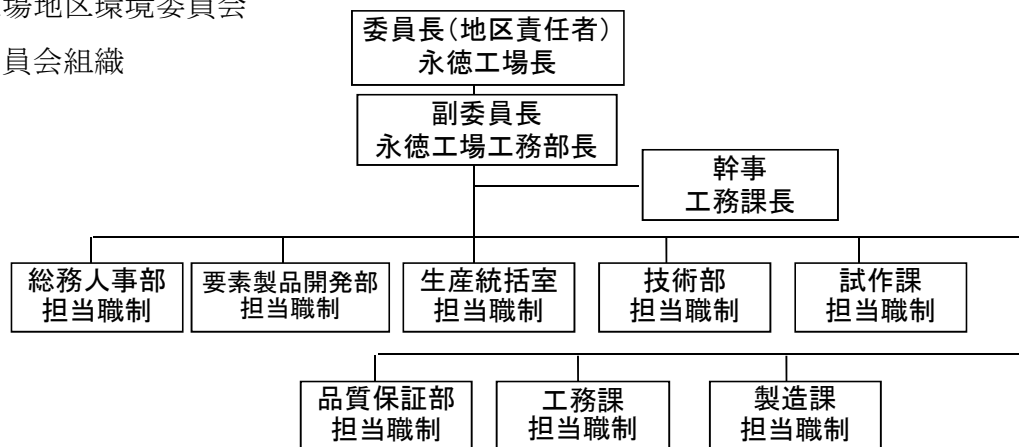 場地区環境委員会
員会組織
委員長(地区責任者)
永徳工場長
副委員長
永徳工場工務部長
幹事
工務課長
総務人事部
担当職制
要素製品開発部
担当職制
生産統括室
担当職制
技術部
担当職制
試作課
担当職制
品質保証部
担当職制
工務課
担当職制
製造課
担当職制